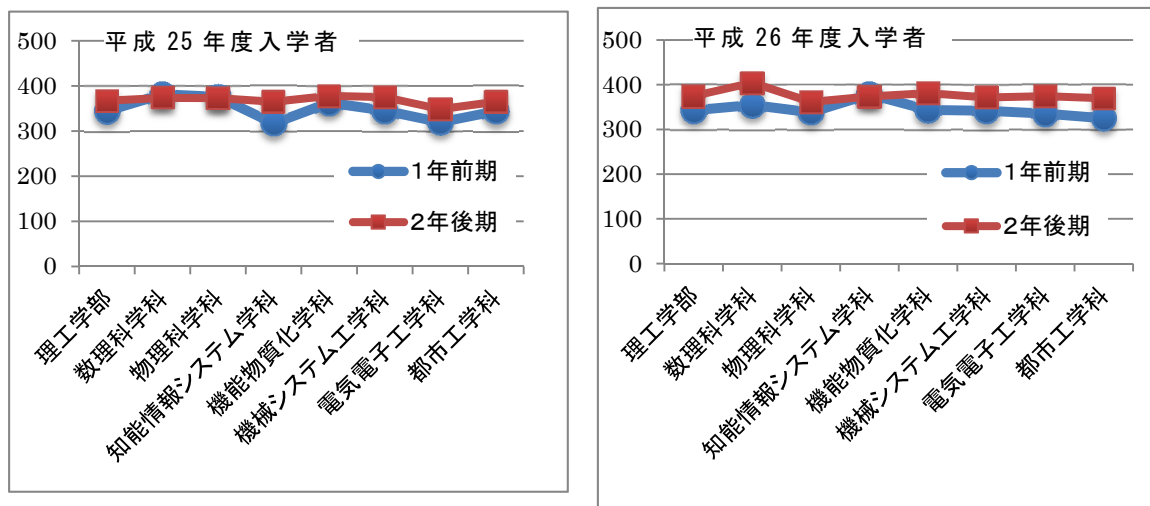 平成 25 年度入学者
500
400
300
200
100
0
1年前期
2年後期
理工学部
数理科学科
物理科学科
知能情報システム学科
機能物質化学科
機械システム工学科
電気電子工学科
都市工学科
平成 26 年度入学者
500
400
300
200
100
0
1年前期
2年後期
理工学部
数理科学科
物理科学科
知能情報システム学科
機能物質化学科
機械システム工学科
電気電子工学科
都市工学科